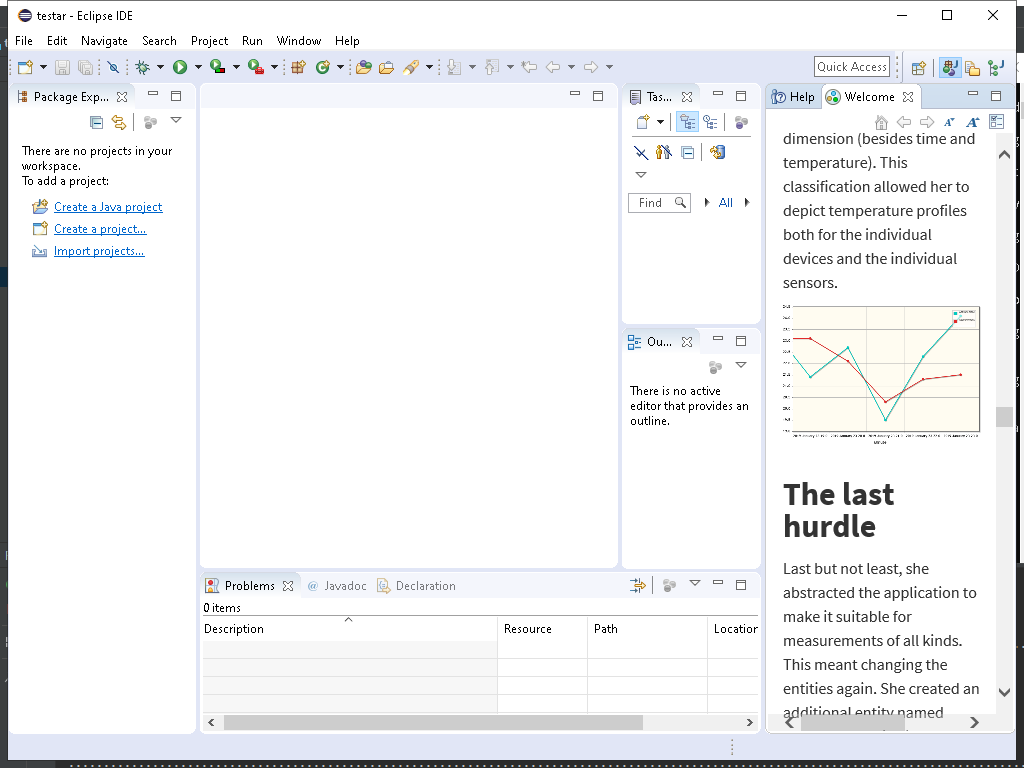 testar - Eclipse IDE
File Edit Navigate Search Project Run Window Help
Quick Access
Package Exp...
There are no projects in your
workspace.
To add a project:
Create a Java project
Create a project...
Import projects...
Tas...
Find
All
Ou...
There is no active
editor that provides an
outline.
Problems @ Javadoc Declaration
0 items
Description Resource Path Location
Help Welcome
dimension (besides time and
temperature). This
classification allowed her to
depict temperature profiles
both for the individual
devices and the individual
sensors.
The last
hurdle
Last but not least, she
abstracted the application to
make it suitable for
measurements of all kinds.
This meant changing the
entities again. She created an
additional entity named